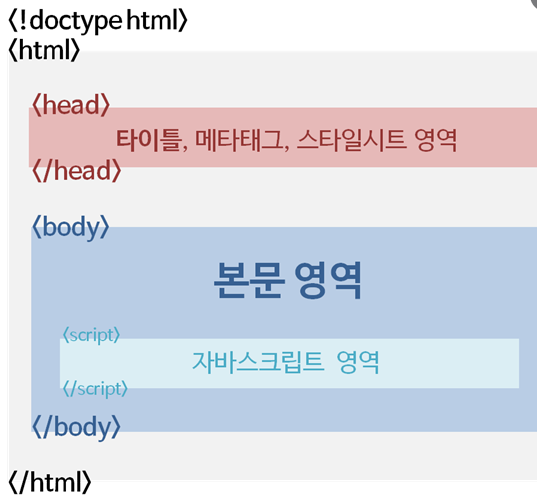 <!doctype html>
<html>
<head>
타이틀, 메타태그, 스타일시트 영역
</head>
<body>
본문 영역
<script>
자바스크립트 영역
</script>
</body>
</html>